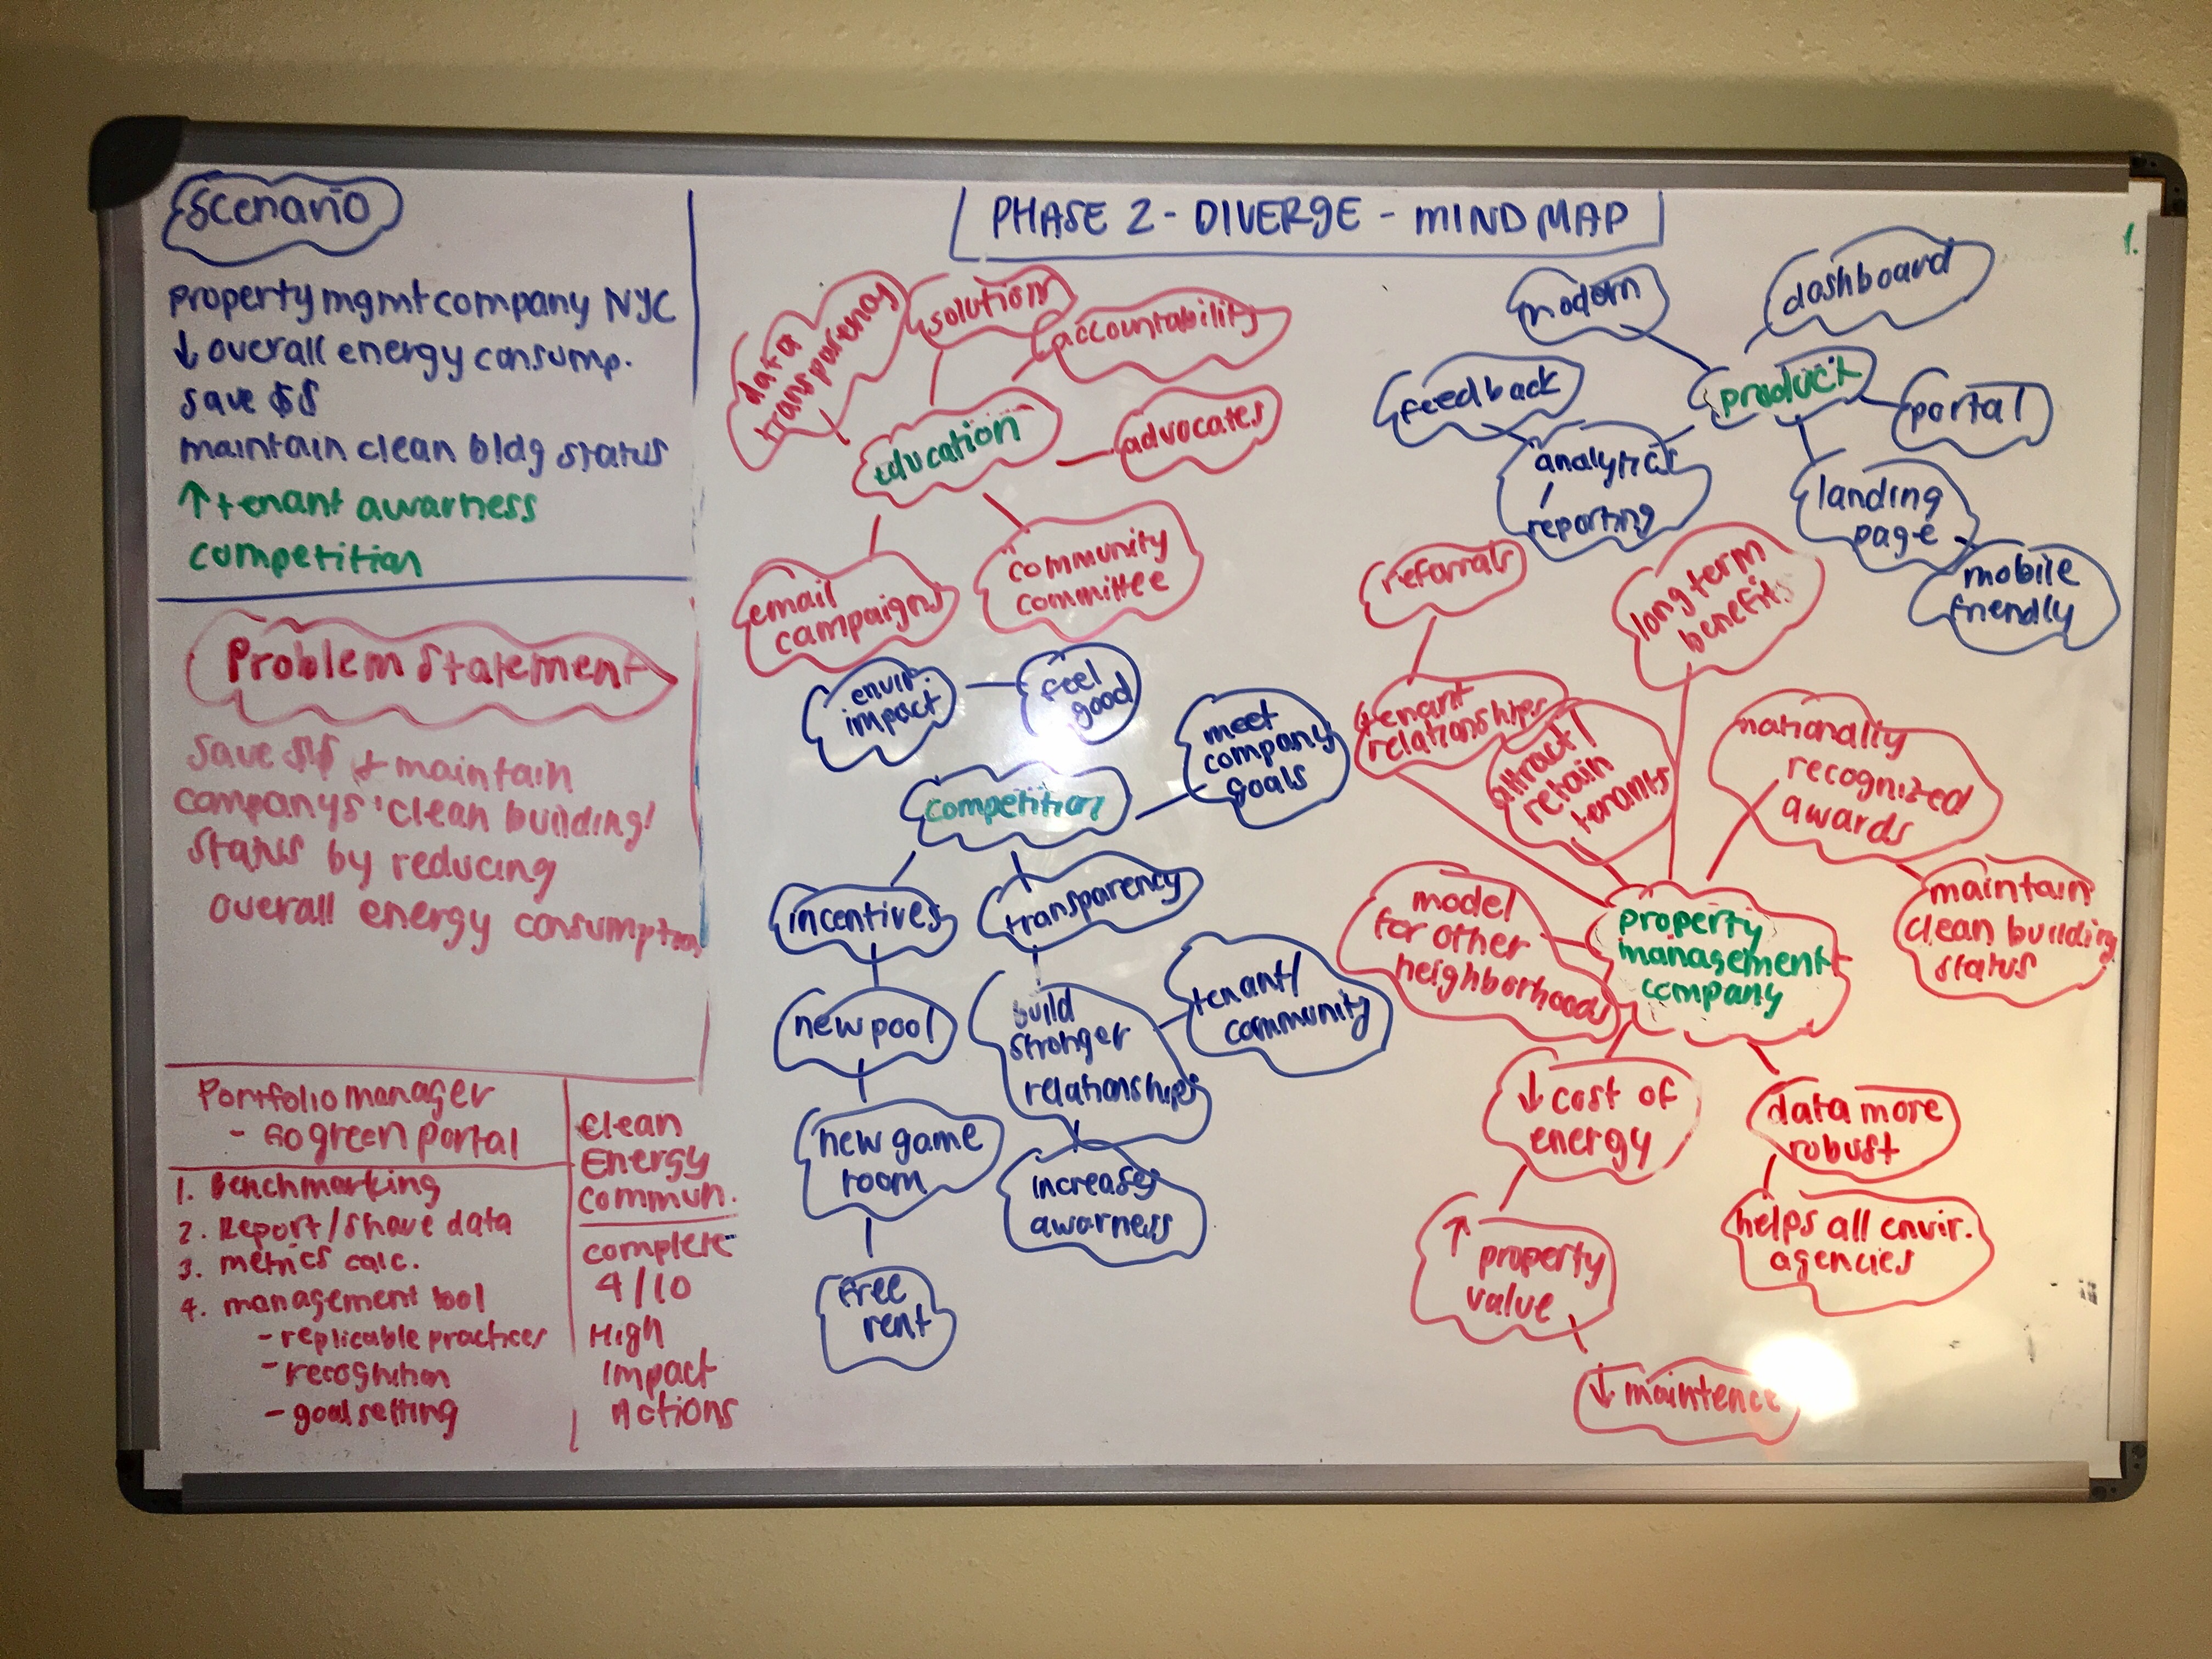 Scenario
property mgmt company NYC
↓ overall energy consump.
save $$
maintain clean bldg status
↑ tenant awarness
competition
Problem Statement
Save $$ + maintain
companys 'clean building'
status by reducing
overall energy consumption
Portfolio manager
- Go green portal
1. Benchmarking
2. Report/share data
3. metrics calc.
4. management tool
- replicable practices
- recognition
- goal setting
Clean
Energy
Commun.
complete
4/10
High
Impact
Actions
PHASE 2 - DIVERGE - MIND MAP
1.
data
transparency
solution
accountability
education
advocates
email
campaigns
community
committee
envir.
impact
feel
good
meet
company
goals
competition
incentives
transparency
new pool
build
stronger
relationships
tenant/
community
new game
room
increases
awarness
free
rent
modern
dashboard
product
feedback
portal
analytics
/
reporting
landing
page
mobile
friendly
referrals
long term
benefits
tenant
relationships
attract/
retain
tenants
nationally
recognized
awards
model
for other
neighborhoods
property
management
company
maintain
clean building
status
↓ cost of
energy
data more
robust
↑ property
value
helps all envir.
agencies
↓ maintence